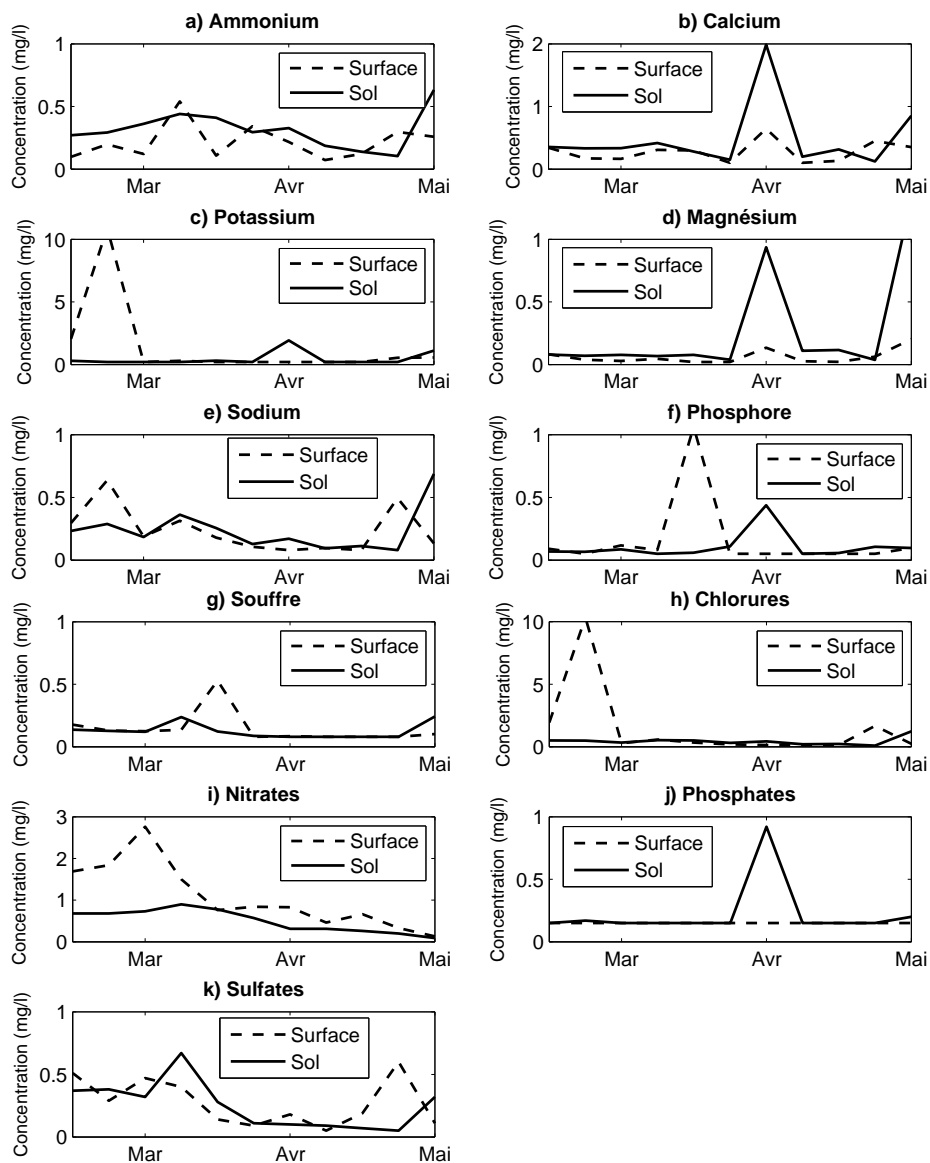 a) Ammonium
Concentration (mg/l)
1
0.5
0
Surface
Sol
Mar
Avr
Mai
b) Calcium
Concentration (mg/l)
2
1
0
Surface
Sol
Mar
Avr
Mai
c) Potassium
Concentration (mg/l)
10
5
0
Surface
Sol
Mar
Avr
Mai
d) Magnésium
Concentration (mg/l)
1
0.5
0
Surface
Sol
Mar
Avr
Mai
e) Sodium
Concentration (mg/l)
1
0.5
0
Surface
Sol
Mar
Avr
Mai
f) Phosphore
Concentration (mg/l)
1
0.5
0
Surface
Sol
Mar
Avr
Mai
g) Souffre
Concentration (mg/l)
1
0.5
0
Surface
Sol
Mar
Avr
Mai
h) Chlorures
Concentration (mg/l)
10
5
0
Surface
Sol
Mar
Avr
Mai
i) Nitrates
Concentration (mg/l)
3
2
1
0
Surface
Sol
Mar
Avr
Mai
j) Phosphates
Concentration (mg/l)
1
0.5
0
Surface
Sol
Mar
Avr
Mai
k) Sulfates
Concentration (mg/l)
1
0.5
0
Surface
Sol
Mar
Avr
Mai